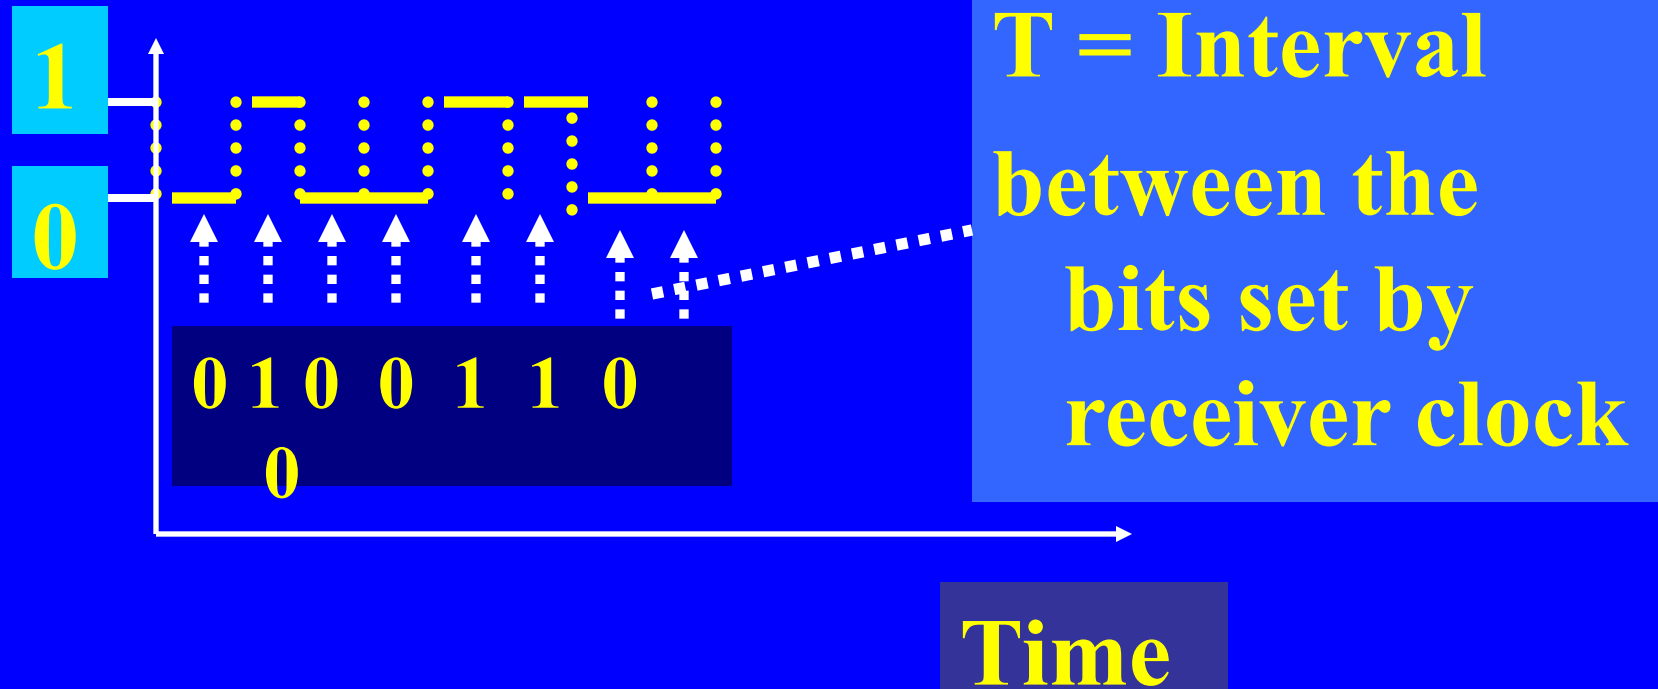 1
0
T = Interval
between the
bits set by
receiver clock
0 1 0 0 1 1 0
0
Time